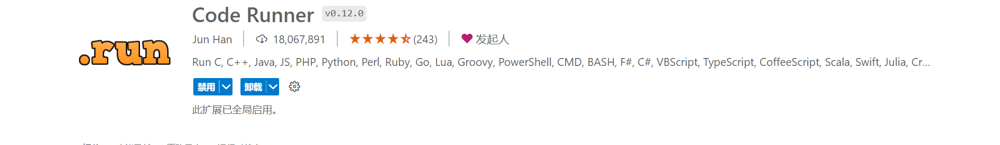 Code Runner v0.12.0
Jun Han 18,067,891 (243) 发起人
.run
Run C, C++, Java, JS, PHP, Python, Perl, Ruby, Go, Lua, Groovy, PowerShell, CMD, BASH, F#, C#, VBScript, TypeScript, CoffeeScript, Scala, Swift, Julia, Cr...
禁用 卸载
此扩展已全局启用。